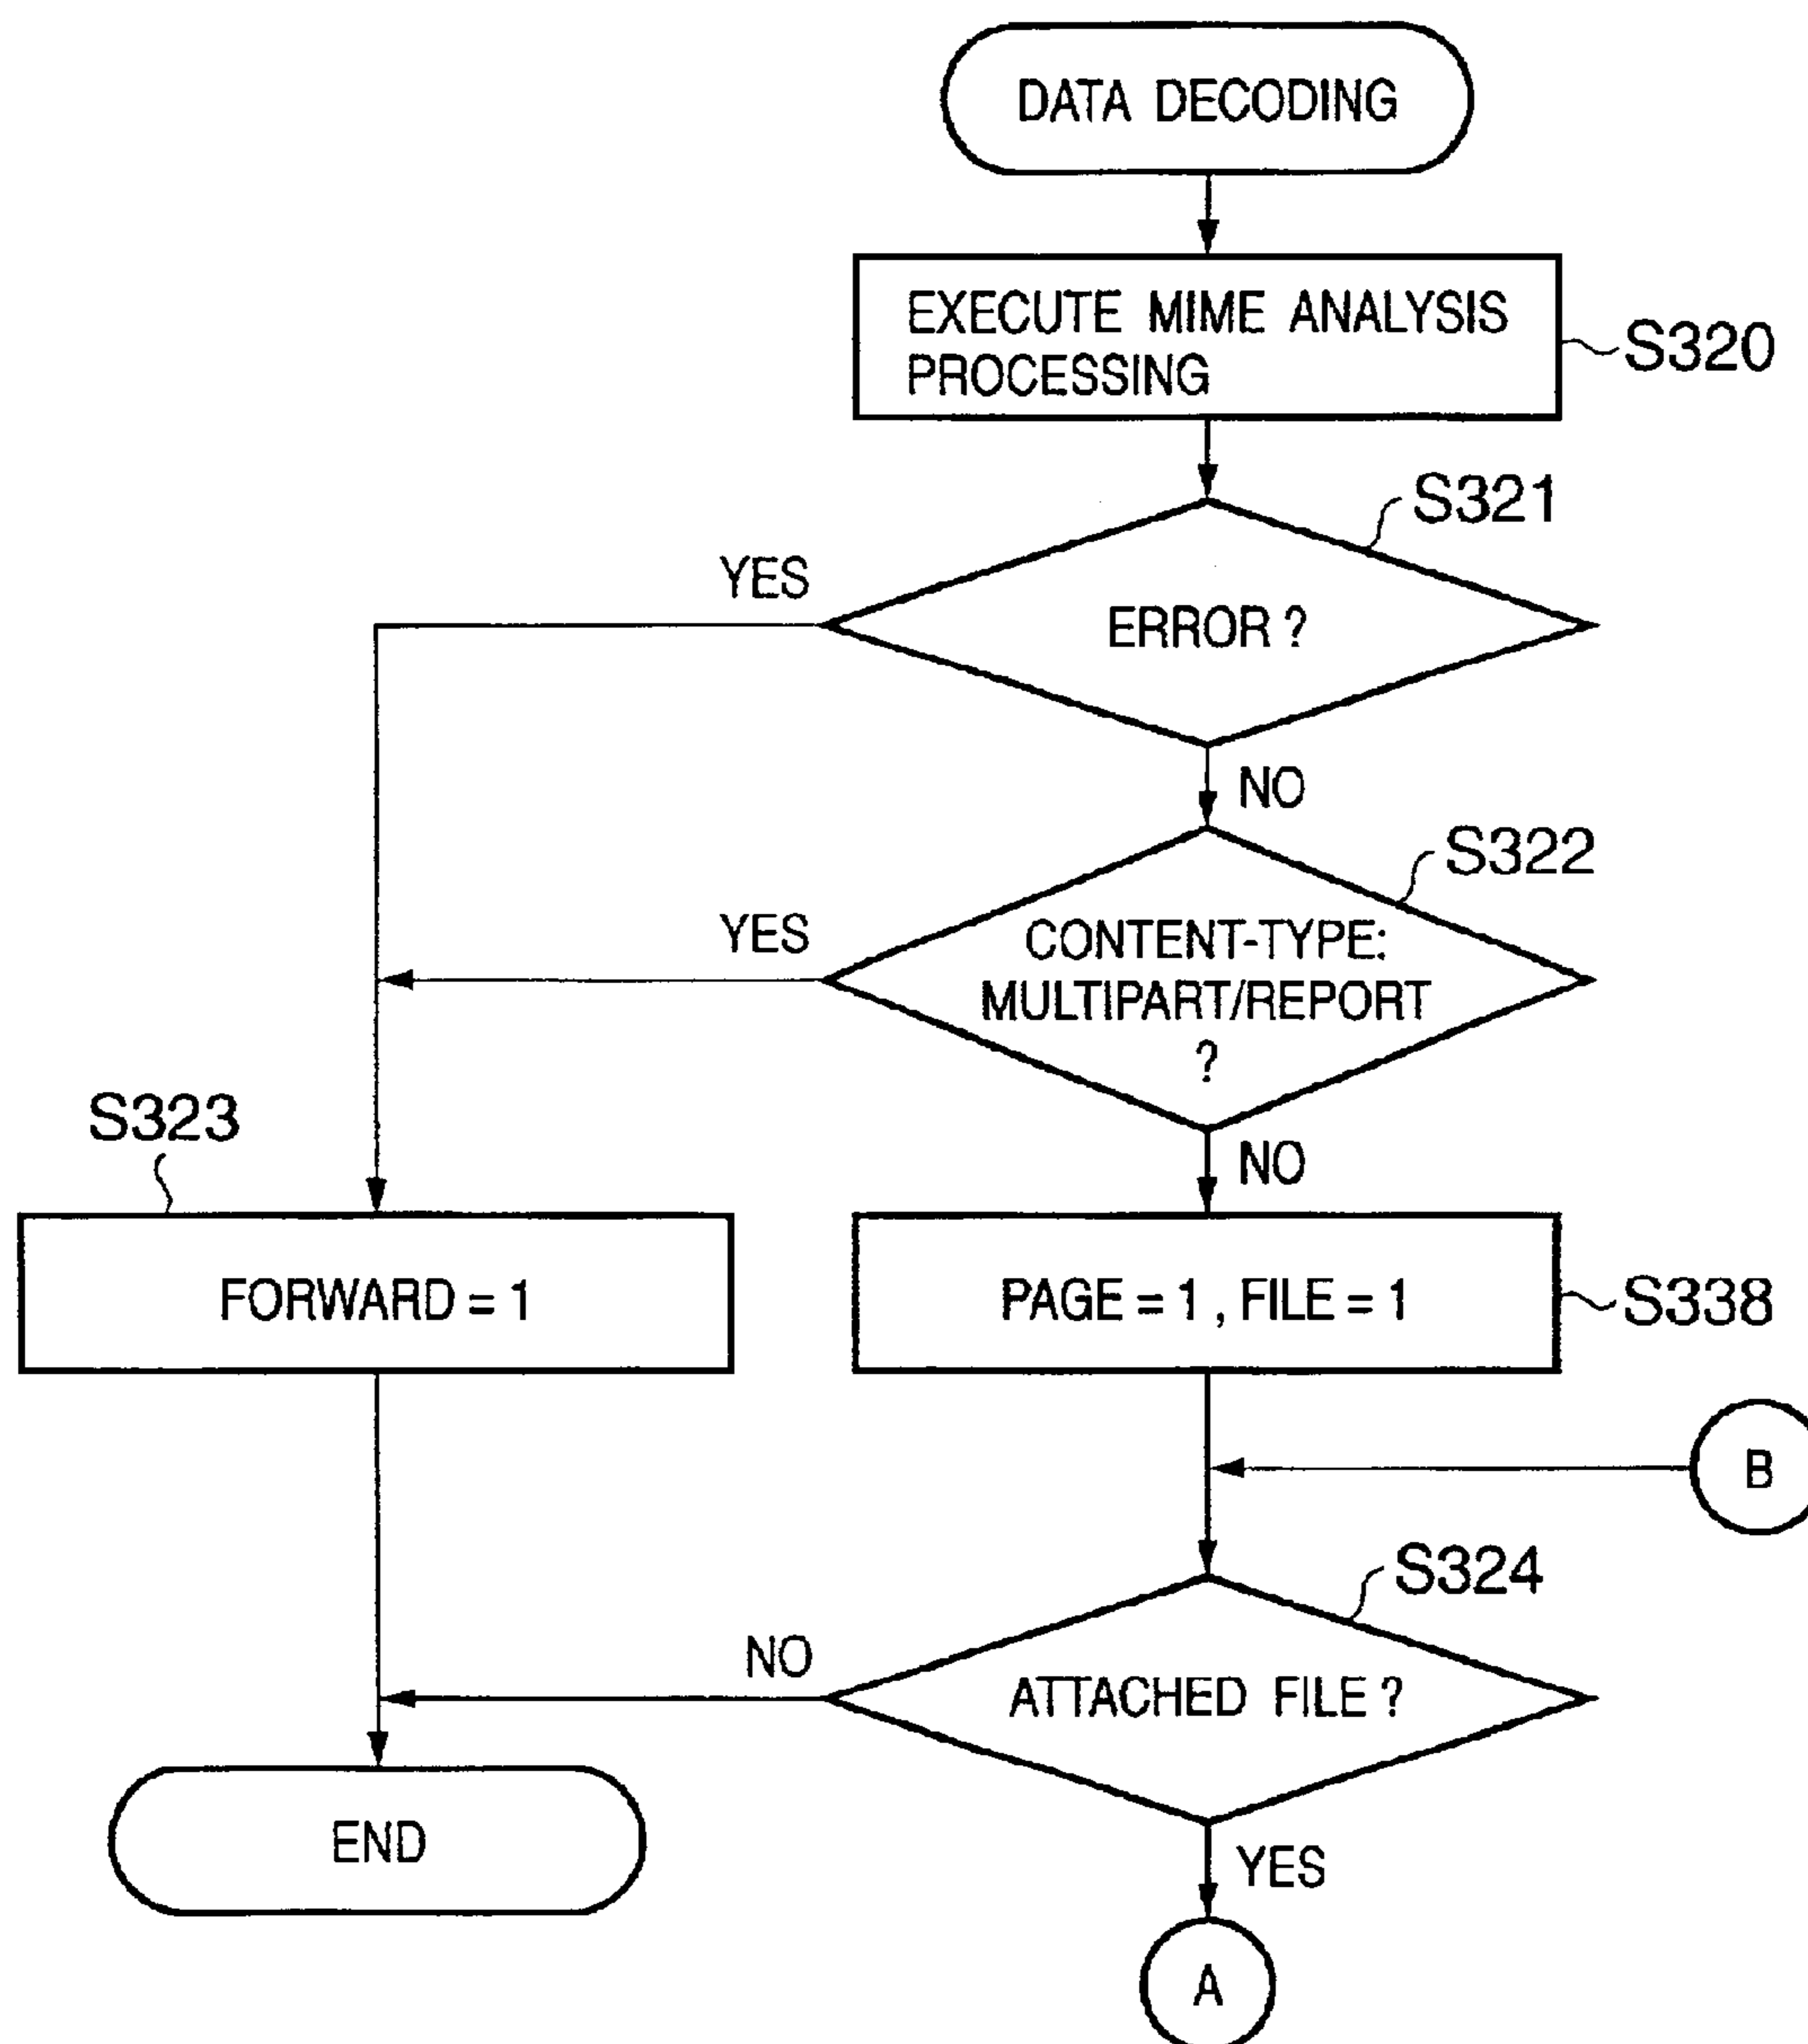 DATA DECODING
EXECUTE MIME ANALYSIS
PROCESSING
S320
S321
YES
ERROR ?
NO
S322
YES
CONTENT-TYPE:
MULTIPART/REPORT
?
S323
NO
FORWARD = 1
PAGE = 1 , FILE = 1
S338
B
S324
NO
ATTACHED FILE ?
END
YES
A